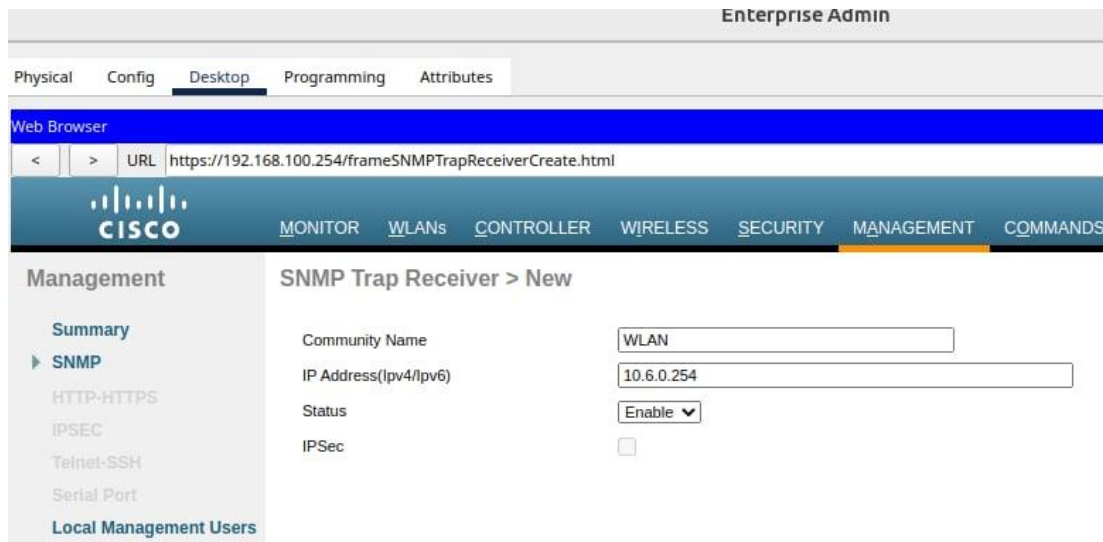 Enterprise Admin
Physical Config Desktop Programming Attributes
Web Browser
< > URL https://192.168.100.254/frameSNMPTrapReceiverCreate.html
CISCO MONITOR WLANs CONTROLLER WIRELESS SECURITY MANAGEMENT COMMANDS
Management SNMP Trap Receiver > New
Summary
Community Name WLAN
SNMP
IP Address(Ipv4/Ipv6) 10.6.0.254
HTTP-HTTPS
Status Enable
IPSEC
IPSec
Telnet-SSH
Serial Port
Local Management Users